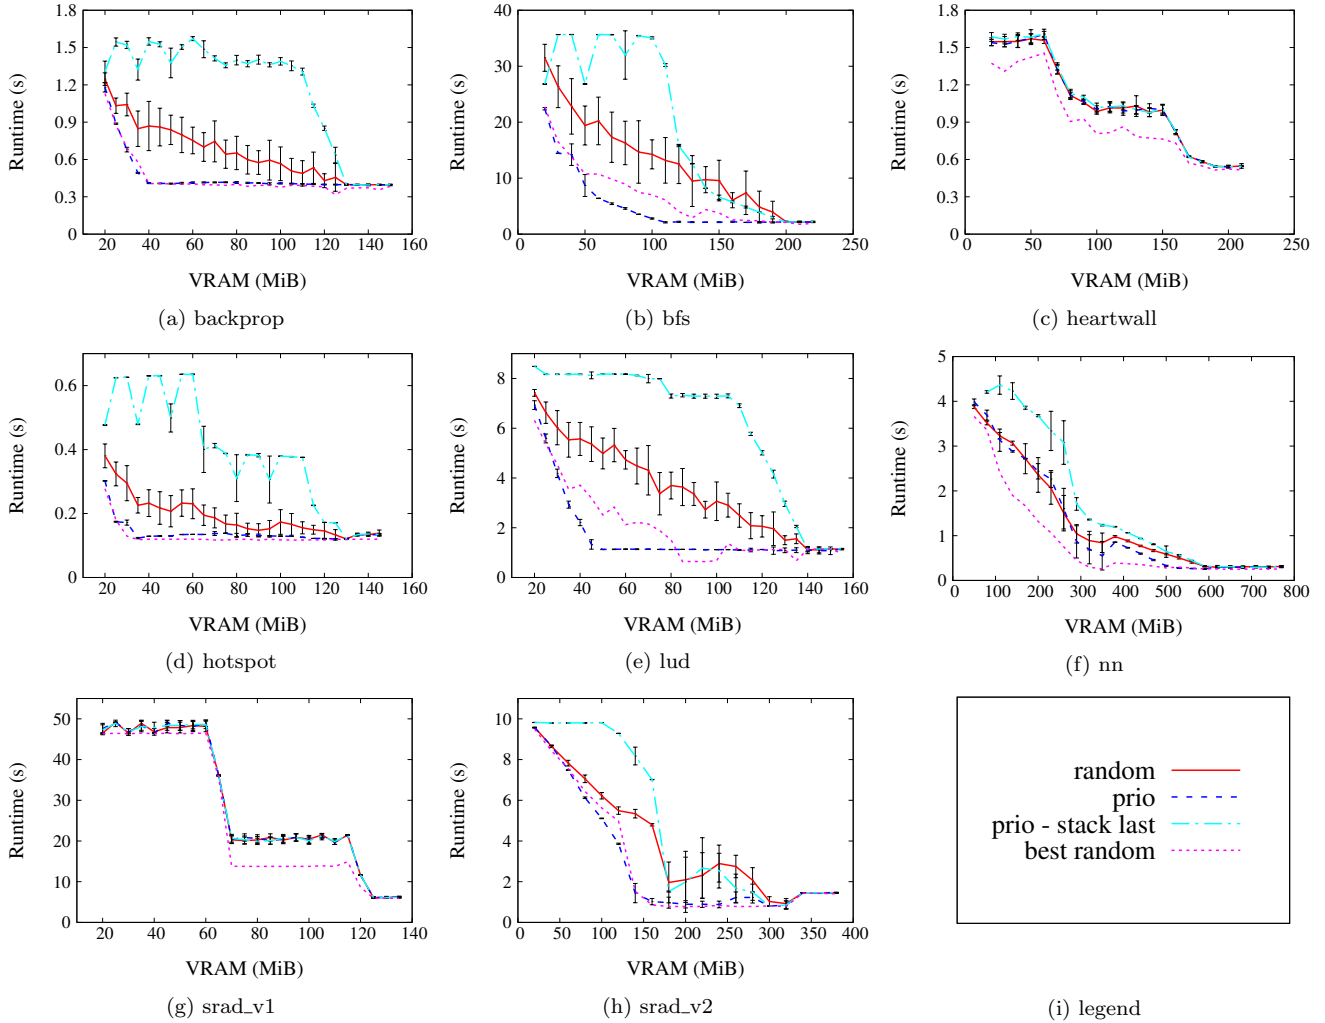 1.8
1.5
1.2
0.9
0.6
0.3
0
20 40 60 80 100 120 140 160
Runtime (s)
VRAM (MiB)
(a) backprop
40
30
20
10
0
0 50 100 150 200 250
Runtime (s)
VRAM (MiB)
(b) bfs
1.8
1.5
1.2
0.9
0.6
0.3
0
0 50 100 150 200 250
Runtime (s)
VRAM (MiB)
(c) heartwall
0.6
0.4
0.2
0
20 40 60 80 100 120 140 160
Runtime (s)
VRAM (MiB)
(d) hotspot
8
6
4
2
0
20 40 60 80 100 120 140 160
Runtime (s)
VRAM (MiB)
(e) lud
5
4
3
2
1
0
0 100 200 300 400 500 600 700 800
Runtime (s)
VRAM (MiB)
(f) nn
50
40
30
20
10
0
20 40 60 80 100 120 140
Runtime (s)
VRAM (MiB)
(g) srad_v1
10
8
6
4
2
0
0 50 100 150 200 250 300 350 400
Runtime (s)
VRAM (MiB)
(h) srad_v2
random
prio
prio - stack last
best random
(i) legend